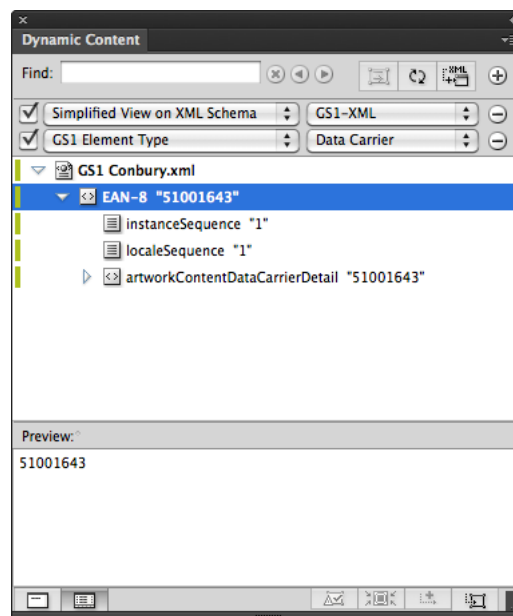 Dynamic Content
Find:
XML
Simplified View on XML Schema GS1-XML
GS1 Element Type Data Carrier
GS1 Conbury.xml
EAN-8 "51001643"
instanceSequence "1"
localeSequence "1"
artworkContentDataCarrierDetail "51001643"
Preview:
51001643